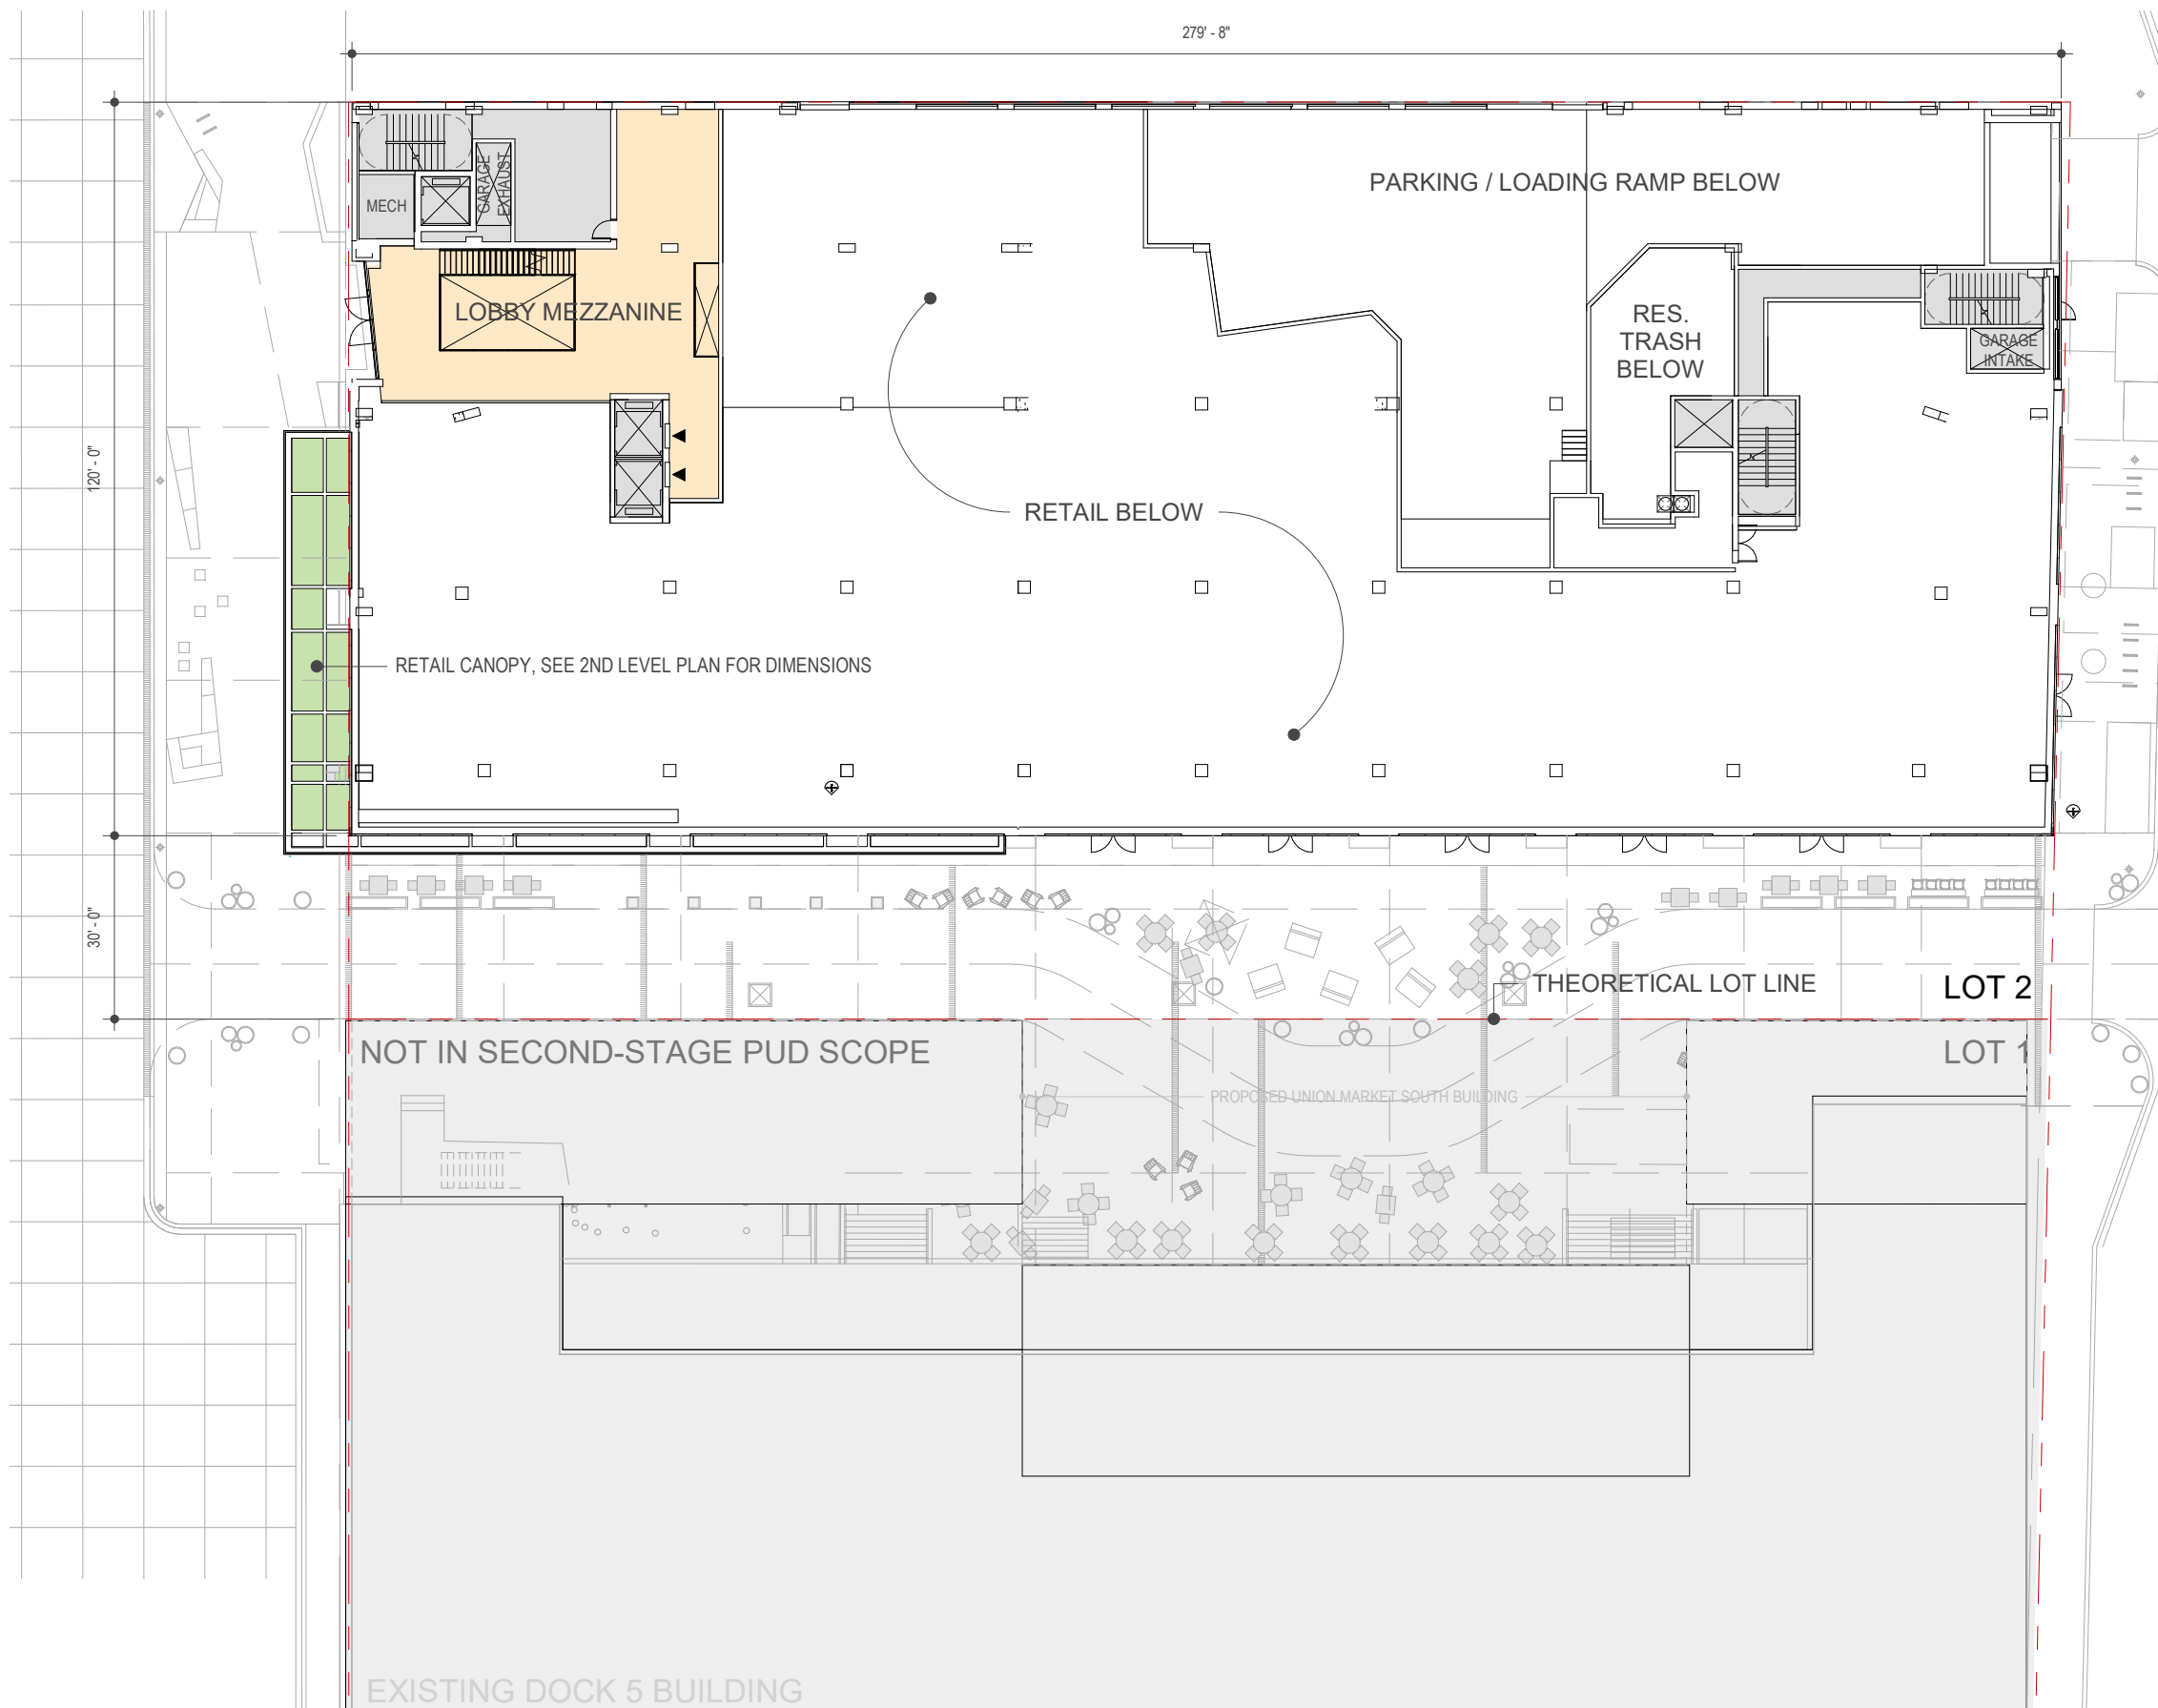 279' - 8"
PARKING / LOADING RAMP BELOW
GARAGE
EXHAUST
MECH
LOBBY MEZZANINE
RES.
TRASH
BELOW
GARAGE
INTAKE
120' - 0"
RETAIL BELOW
RETAIL CANOPY, SEE 2ND LEVEL PLAN FOR DIMENSIONS
30' - 0"
THEORETICAL LOT LINE
LOT 2
NOT IN SECOND-STAGE PUD SCOPE
LOT 1
PROPOSED UNION MARKET SOUTH BUILDING
EXISTING DOCK 5 BUILDING